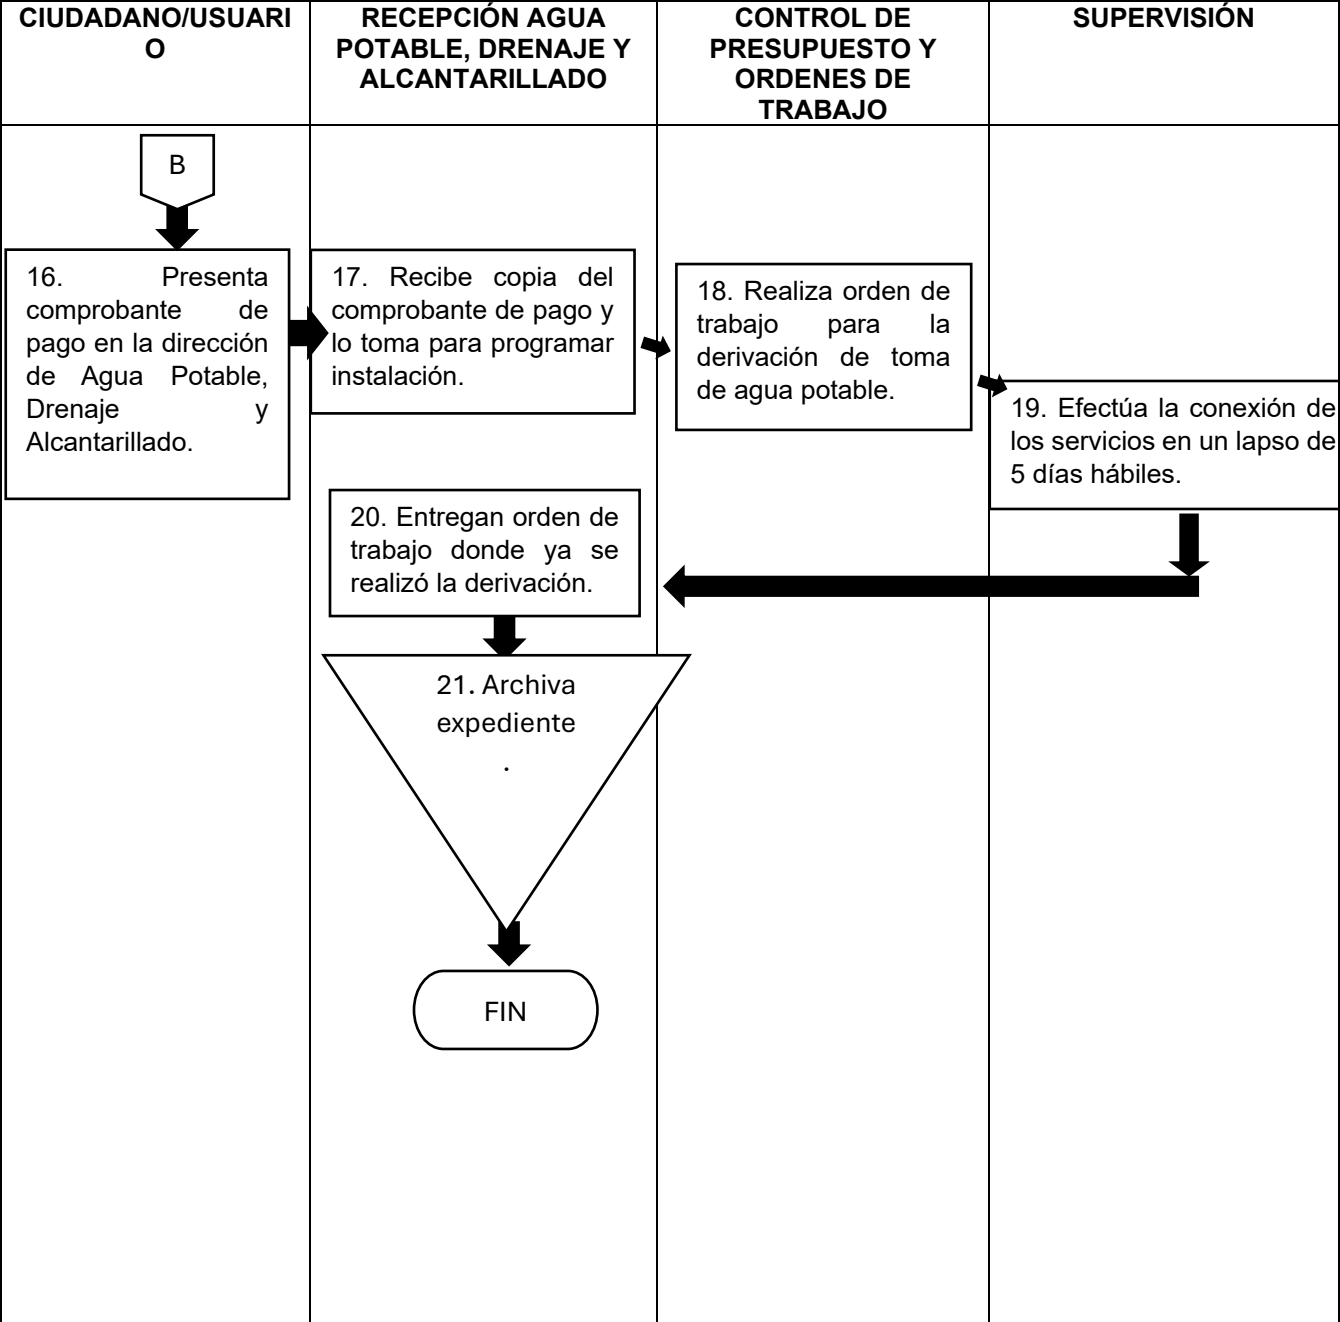 CIUDADANO/USUARI
O
RECEPCIÓN AGUA
POTABLE, DRENAJE Y
ALCANTARILLADO
CONTROL DE
PRESUPUESTO Y
ORDENES DE
TRABAJO
SUPERVISIÓN
B
16. Presenta
comprobante de
pago en la dirección
de Agua Potable,
Drenaje y
Alcantarillado.
17. Recibe copia del
comprobante de pago y
lo toma para programar
instalación.
18. Realiza orden de
trabajo para la
derivación de toma
de agua potable.
19. Efectúa la conexión de
los servicios en un lapso de
5 días hábiles.
20. Entregan orden de
trabajo donde ya se
realizó la derivación.
21. Archiva
expediente
.
FIN